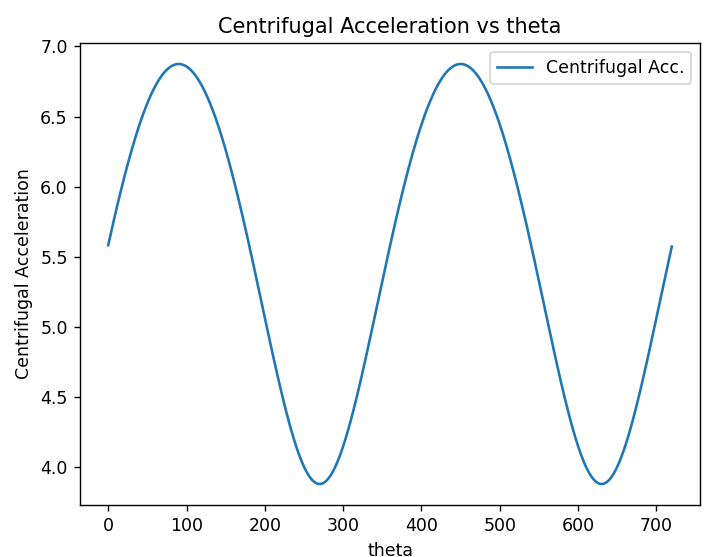 Centrifugal Acceleration vs theta
Centrifugal Acc.
Centrifugal Acceleration
7.0
6.5
6.0
5.5
5.0
4.5
4.0
0 100 200 300 400 500 600 700
theta